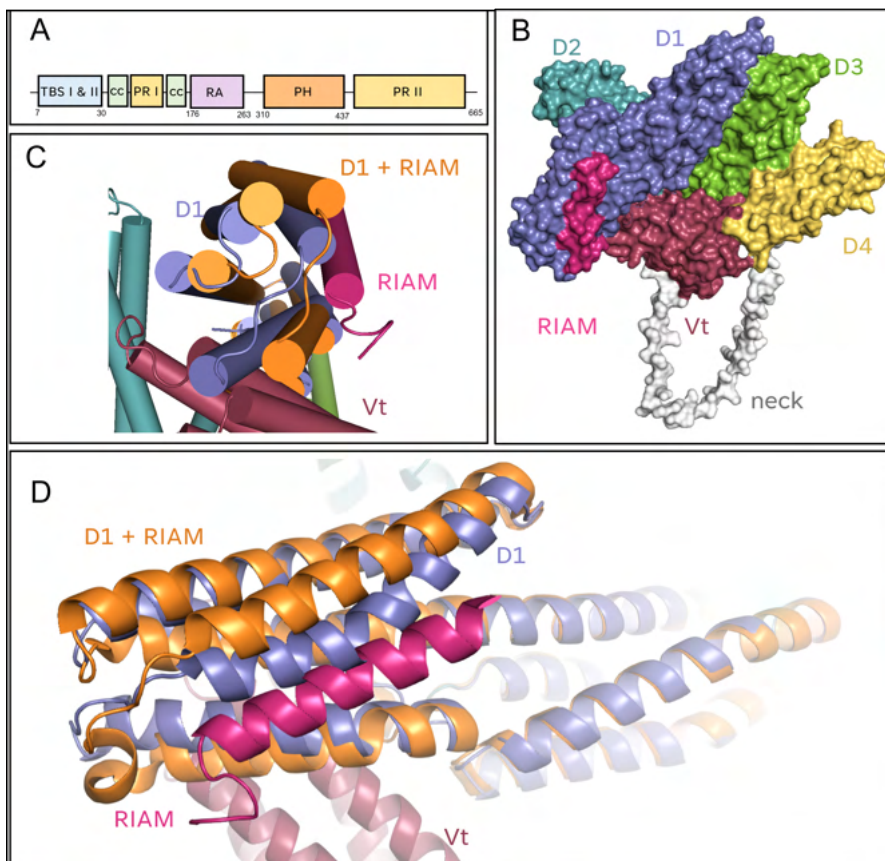 A
TBS I & II CC PR I CC RA PH PR II
7 30 176 263 310 437 665
B
D2 D1
D3
D4
RIAM Vt
neck
C
D1 + RIAM
D1
RIAM
Vt
D
D1 + RIAM
D1
RIAM
Vt